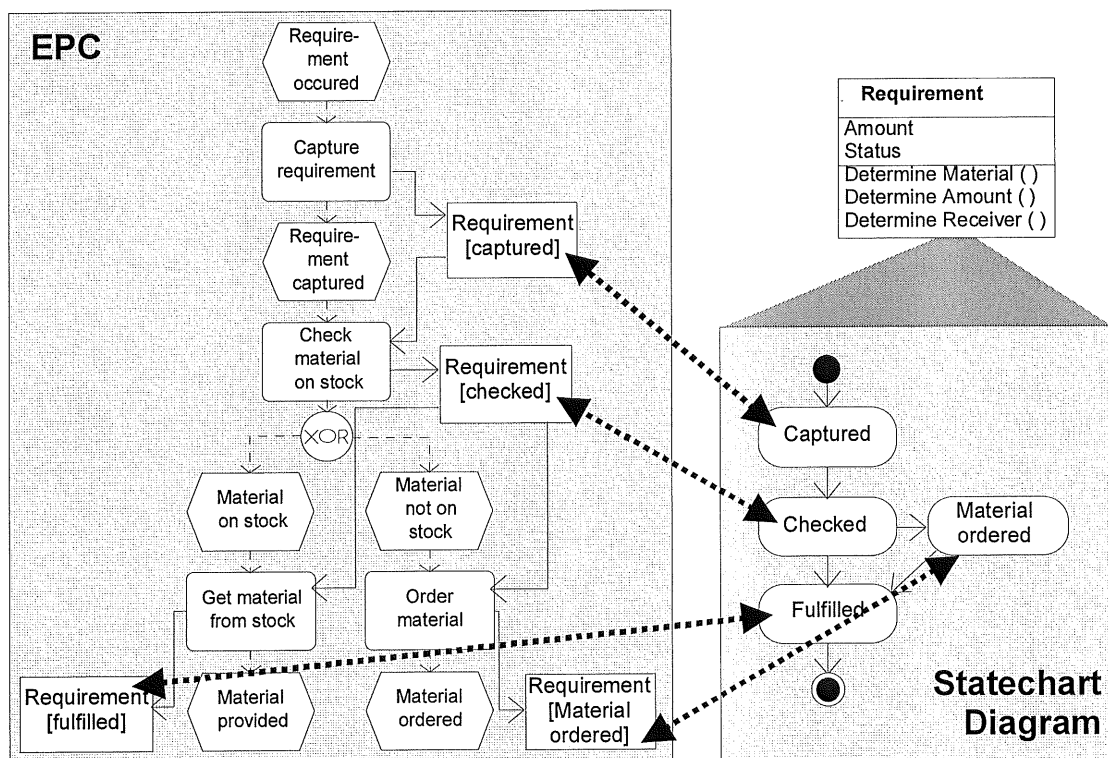 EPC
Require-
ment
occured
Capture
requirement
Requirement
[captured]
Require-
ment
captured
Check
material
on stock
Requirement
[checked]
XOR
Material
on stock
Material
not on
stock
Get material
from stock
Order
material
Requirement
[fulfilled]
Material
provided
Material
ordered
Requirement
[Material
ordered]
Requirement
Amount
Status
Determine Material ( )
Determine Amount ( )
Determine Receiver ( )
Captured
Checked
Material
ordered
Fulfilled
Statechart
Diagram